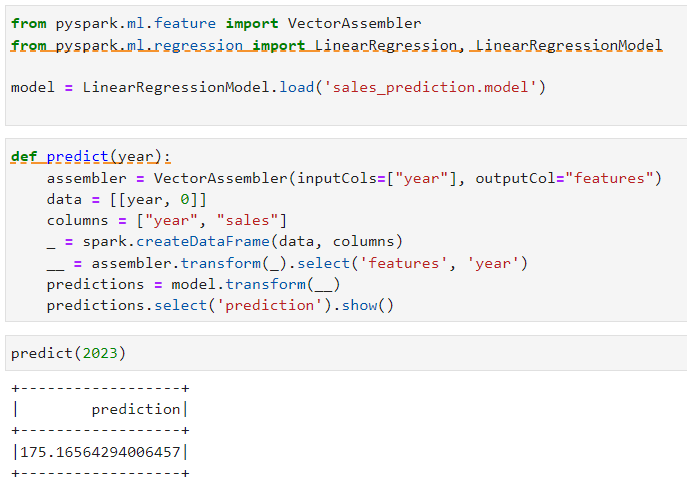 from pyspark.ml.feature import VectorAssembler
from pyspark.ml.regression import LinearRegression, LinearRegressionModel
model = LinearRegressionModel.load('sales_prediction.model')
def predict(year):
    assembler = VectorAssembler(inputCols=["year"], outputCol="features")
    data = [[year, 0]]
    columns = ["year", "sales"]
    _ = spark.createDataFrame(data, columns)
    __ = assembler.transform(_).select('features', 'year')
    predictions = model.transform(__)
    predictions.select('prediction').show()
predict(2023)
+------------------+
|        prediction|
+------------------+
|175.16564294006457|
+------------------+